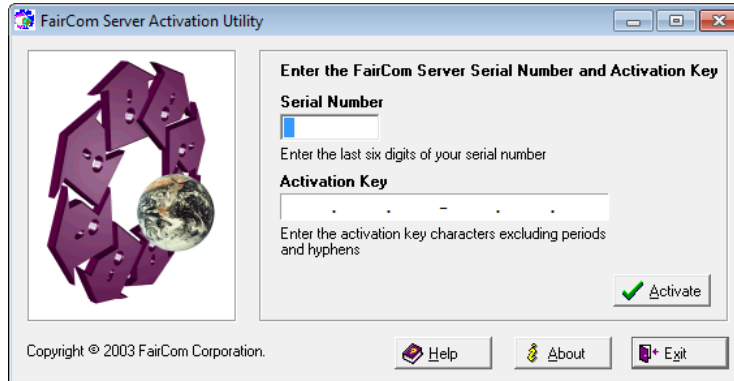 FairCom Server Activation Utility
Enter the FairCom Server Serial Number and Activation Key
Serial Number
Enter the last six digits of your serial number
Activation Key
. . - . .
Enter the activation key characters excluding periods
and hyphens
Activate
Copyright © 2003 FairCom Corporation.
Help
About
Exit